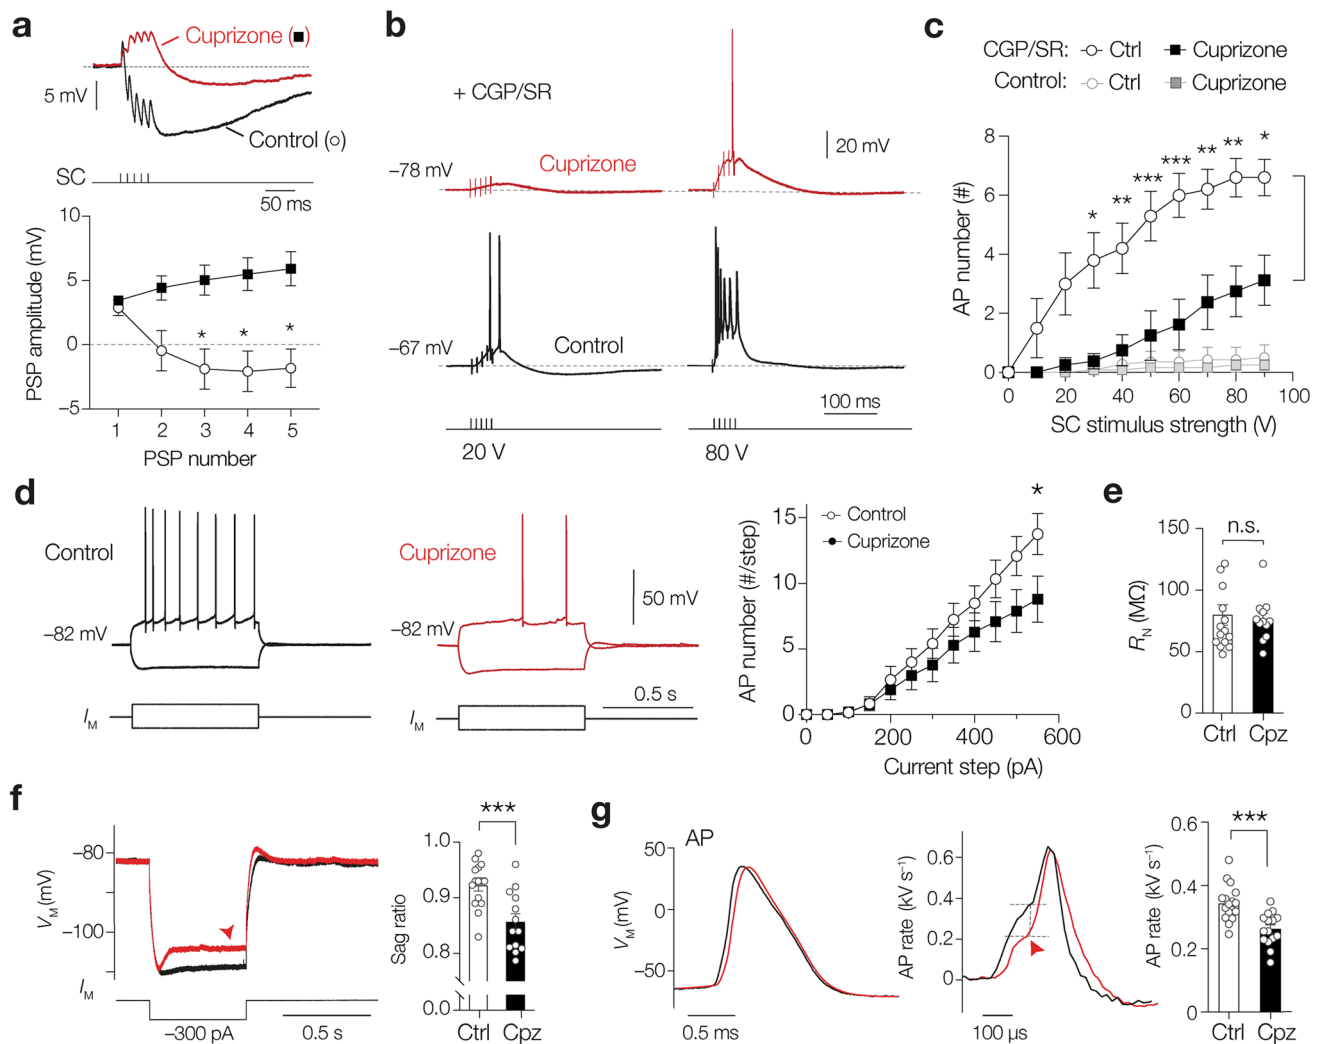 a
Cuprizone (■)
5 mV
Control (○)
SC
50 ms
PSP amplitude (mV)
10
5
0
−5
* * *
1 2 3 4 5
PSP number
b
+ CGP/SR
20 mV
−78 mV
Cuprizone
−67 mV
Control
100 ms
20 V
80 V
c
CGP/SR: Ctrl Cuprizone
Control: Ctrl Cuprizone
AP number (#)
8
6
4
2
0
* ** *** *** ** ** *
0 20 40 60 80 100
SC stimulus strength (V)
d
Control
−82 mV
IM
Cuprizone
50 mV
−82 mV
0.5 s
IM
AP number (#/step)
15
10
5
0
Control
Cuprizone
*
0 200 400 600
Current step (pA)
e
RN (MΩ)
150
100
50
0
n.s.
Ctrl Cpz
f
VM (mV)
−80
−100
IM
−300 pA
0.5 s
Sag ratio
1.0
0.9
0.8
0.0
***
Ctrl Cpz
g
AP
VM (mV)
50
0
−50
0.5 ms
AP rate (kV s−1)
0.6
0.4
0.2
0
100 µs
AP rate (kV s−1)
0.6
0.4
0.2
0
***
Ctrl Cpz